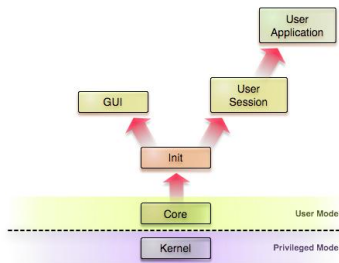 User
Application
GUI
User
Session
Init
Core
User Mode
Kernel
Privileged Mode